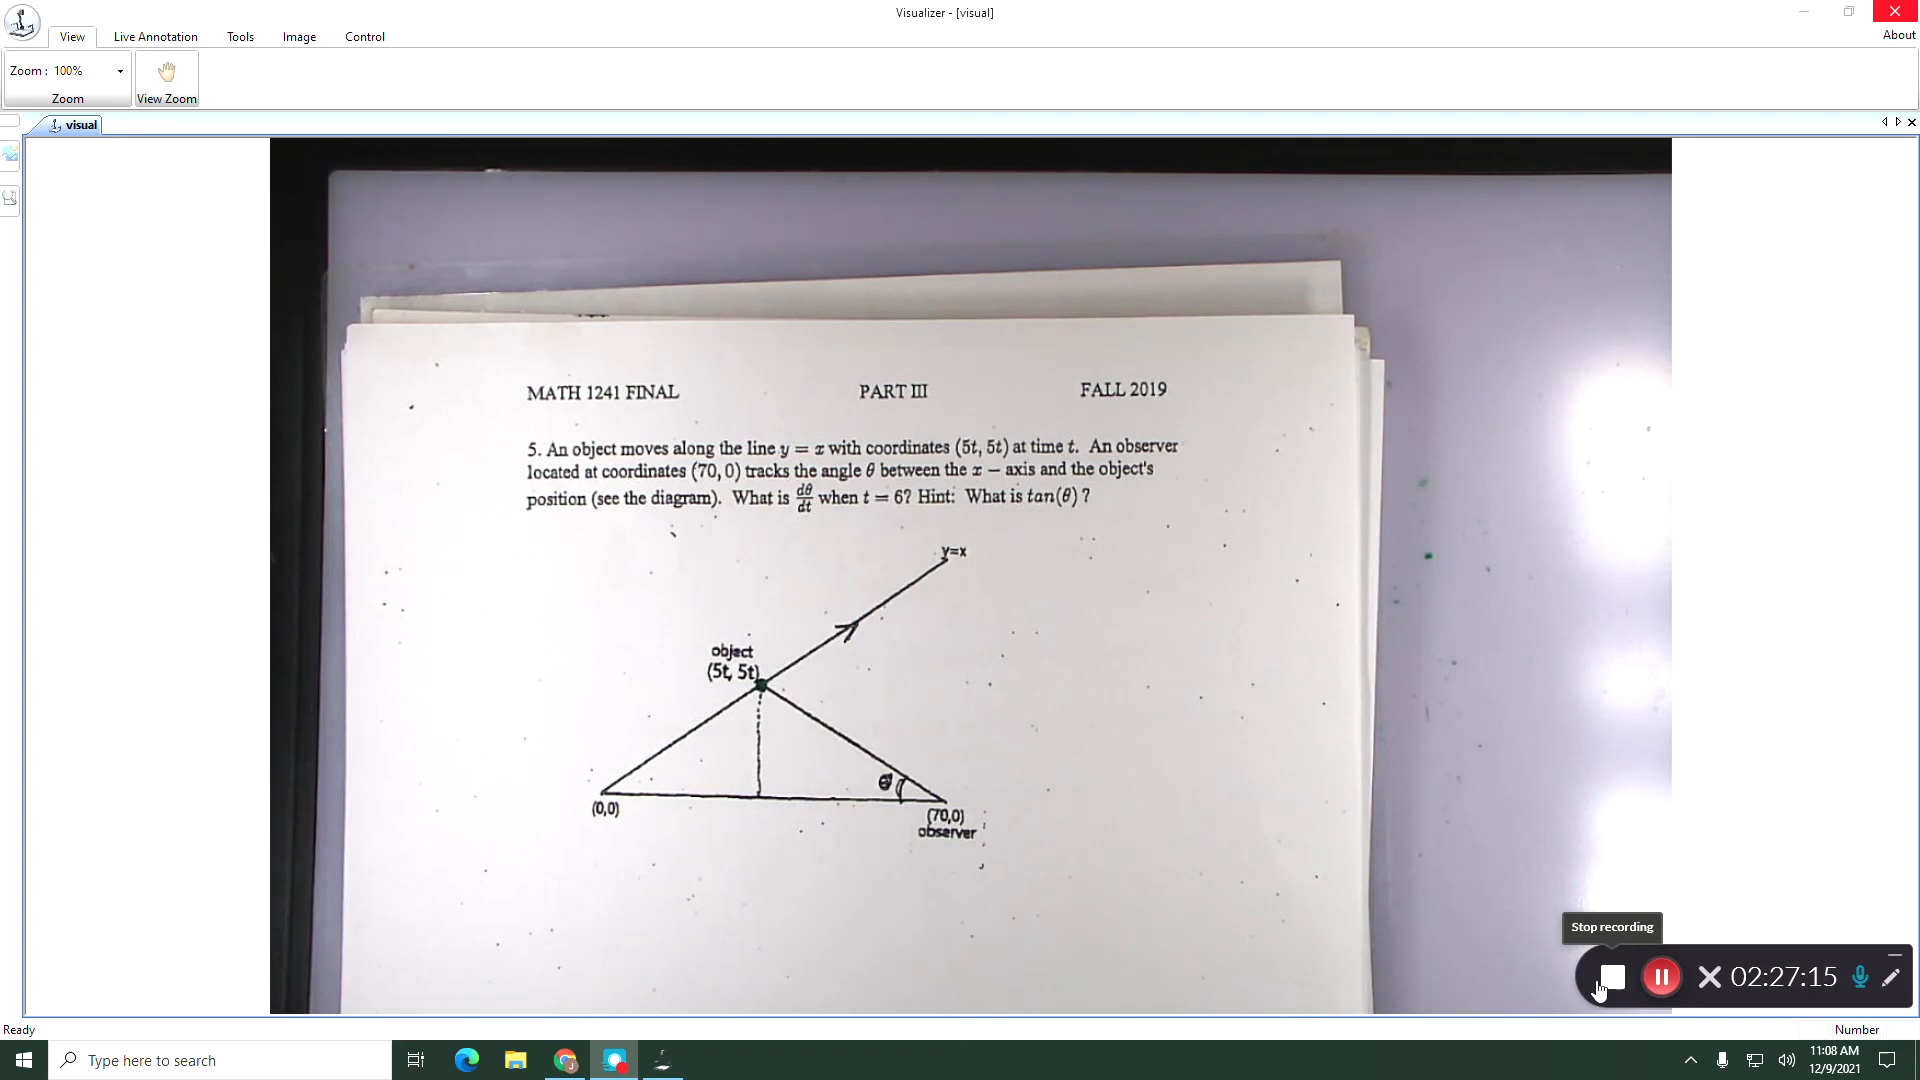 Visualizer - [visual]
View Live Annotation Tools Image Control
About
Zoom : 100%
Zoom
View Zoom
visual
MATH 1241 FINAL PART III FALL 2019
5. An object moves along the line y = x with coordinates (5t, 5t) at time t. An observer
located at coordinates (70, 0) tracks the angle θ between the x − axis and the object's
position (see the diagram). What is dθ/dt when t = 6? Hint: What is tan(θ) ?
y=x
object
(5t, 5t)
θ
(0,0)
(70,0)
observer
Stop recording
02:27:15
Ready
Number
Type here to search
11:08 AM
12/9/2021